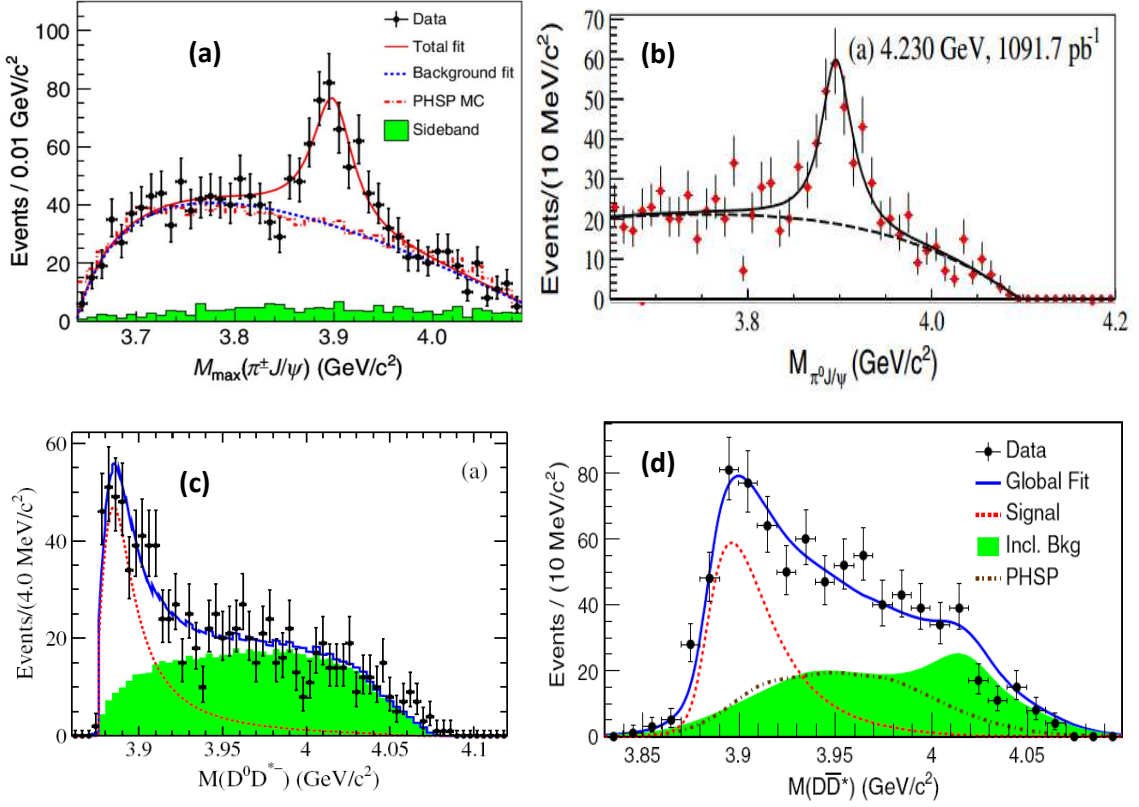 (a)
Data
Total fit
Background fit
PHSP MC
Sideband
Events / 0.01 GeV/c²
100
80
60
40
20
0
3.7 3.8 3.9 4.0
M_max(π±J/ψ) (GeV/c²)
(b)
(a) 4.230 GeV, 1091.7 pb⁻¹
Events/(10 MeV/c²)
70
60
50
40
30
20
10
0
3.8 4.0 4.2
M_π⁰J/ψ (GeV/c²)
(c)
(a)
Events/(4.0 MeV/c²)
60
40
20
0
3.9 3.95 4 4.05 4.1
M(D⁰D*⁻) (GeV/c²)
(d)
Data
Global Fit
Signal
Incl. Bkg
PHSP
Events / (10 MeV/c²)
80
60
40
20
0
3.85 3.9 3.95 4 4.05
M(DD̅*) (GeV/c²)